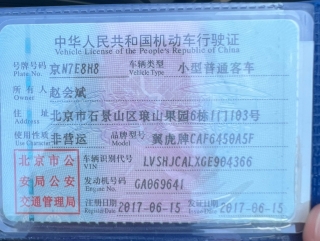 中华人民共和国机动车行驶证
Vehicle License of the People's Republic of China
号牌号码 京N7E8H8 车辆类型 小型普通客车
Plate No. Vehicle Type
所有人 赵会斌
Owner
住址 北京市石景山区琅山果园6栋1门1103号
Address
使用性质 非营运 品牌型号 翼虎牌CAF6450A5F
Use Character Model
北京市公
安局公安
交通管理局
车辆识别代号 LVSHJCALXGE904366
VIN
发动机号码 GA069641
Engine No.
注册日期 2017-06-15 发证日期 2017-06-15
Register Date Issue Date